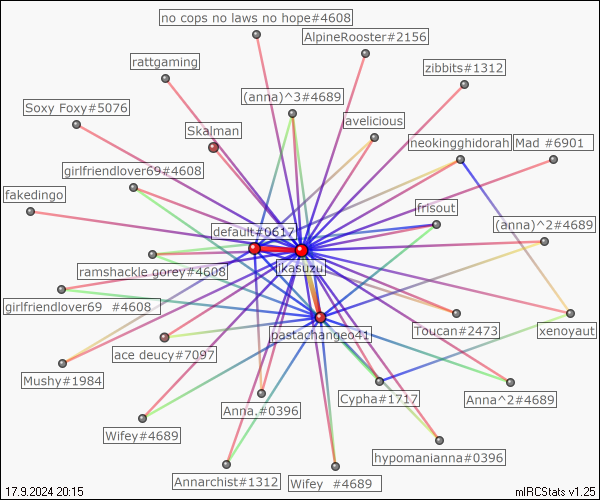 no cops no laws no hope#4608
AlpineRooster#2156
rattgaming
zibbits#1312
(anna)^3#4689
Soxy Foxy#5076
avelicious
Skalman
neokingghidorah
Mad #6901
girlfriendlover69#4608
fakedingo
frisout
(anna)^2#4689
default#0617
ikasuzu
ramshackle gorey#4608
girlfriendlover69 #4608
Toucan#2473
xenoyaut
pastachangeo41
ace deucy#7097
Mushy#1984
Cypha#1717
Anna^2#4689
Anna.#0396
Wifey#4689
hypomanianna#0396
Annarchist#1312
Wifey #4689
17.9.2024 20:15
mIRCStats v1.25